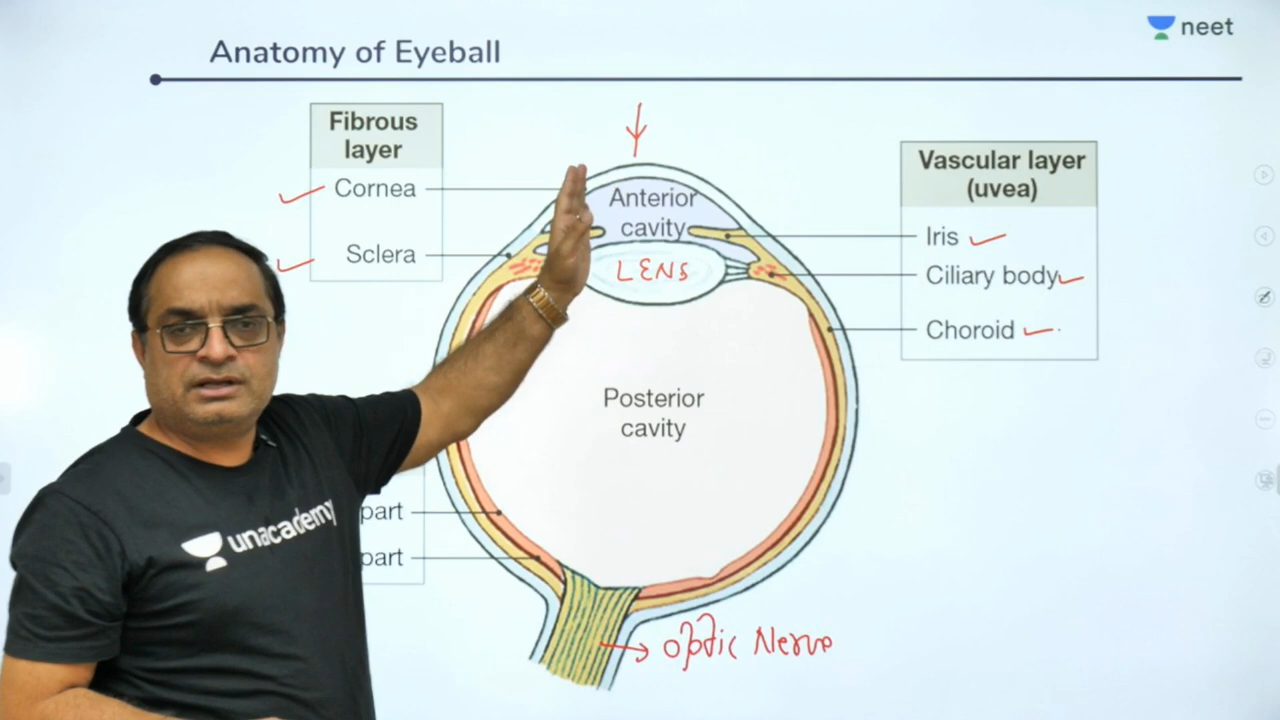 neet
Anatomy of Eyeball
Fibrous
layer
Cornea
Sclera
Anterior
cavity
LENS
Posterior
cavity
Vascular layer
(uvea)
Iris
Ciliary body
Choroid
part
part
unacademy
Optic Nerve